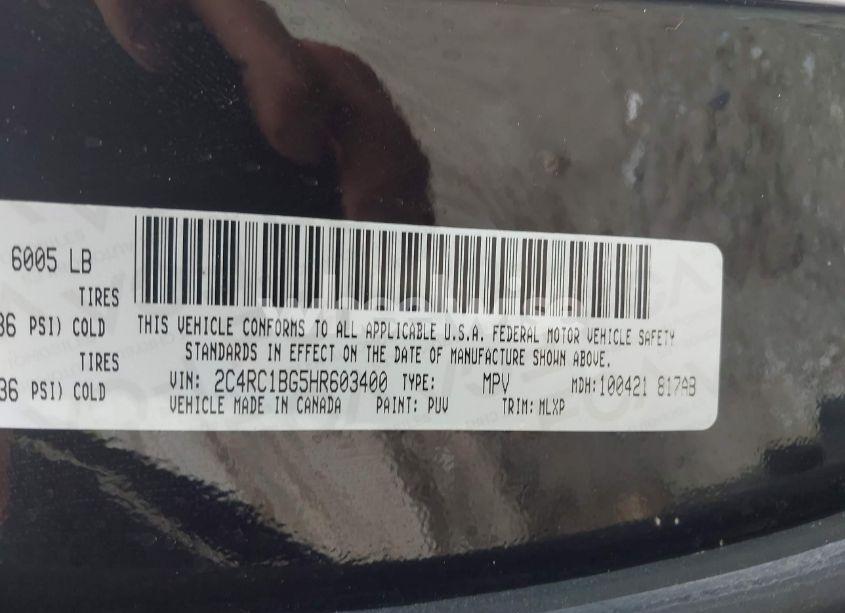 6005 LB
TIRES
36 PSI) COLD
THIS VEHICLE CONFORMS TO ALL APPLICABLE U.S.A. FEDERAL MOTOR VEHICLE SAFETY
TIRES
STANDARDS IN EFFECT ON THE DATE OF MANUFACTURE SHOWN ABOVE.
36 PSI) COLD
VIN: 2C4RC1BG5HR603400 TYPE: MPV MDH:100421 817AB
VEHICLE MADE IN CANADA PAINT: PUV TRIM: MLXP